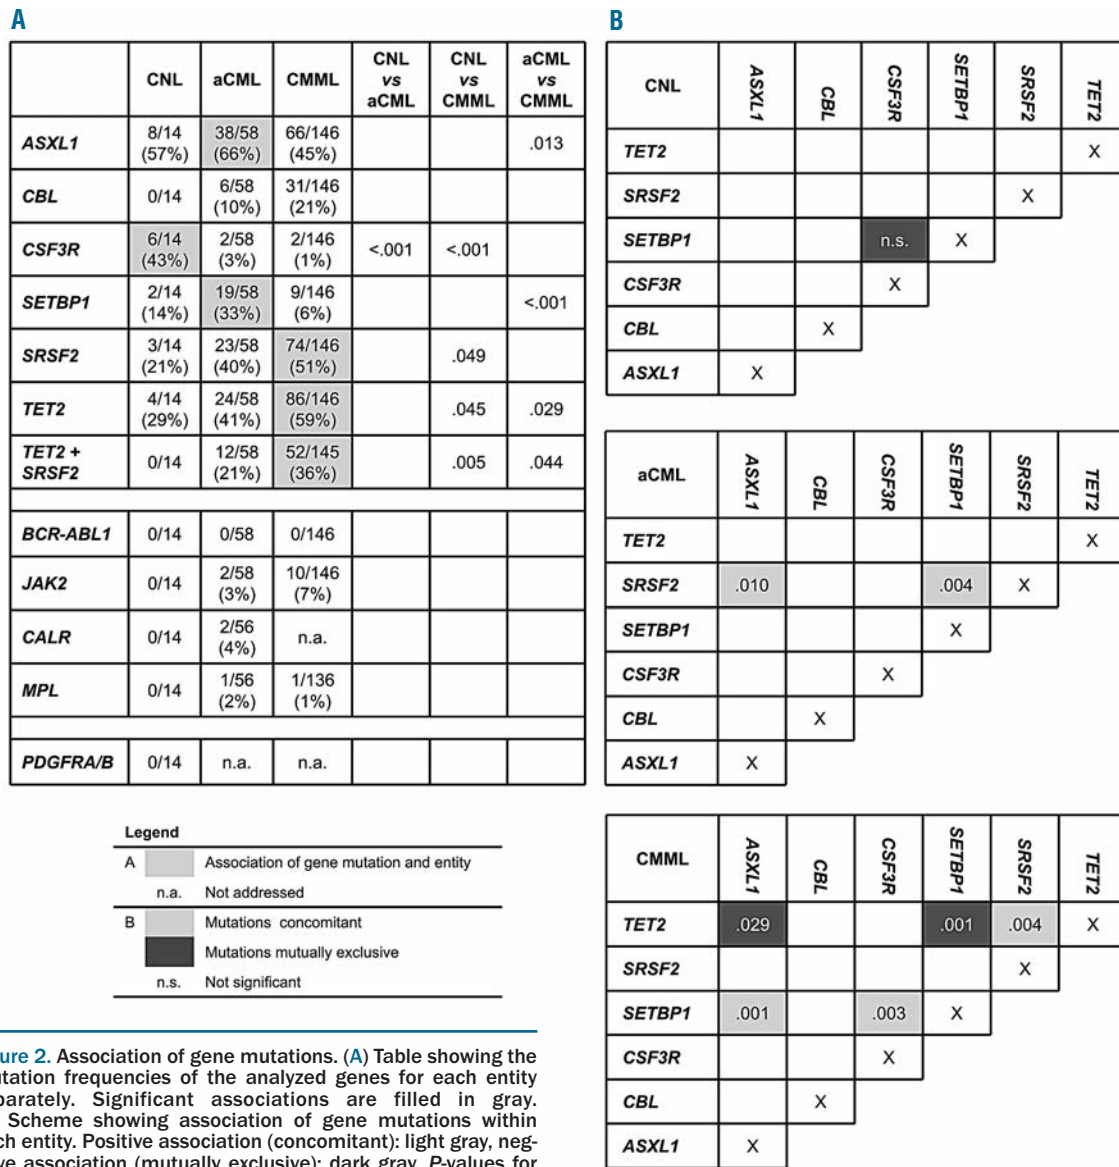 A
CNL aCML CMML CNL vs aCML CNL vs CMML aCML vs CMML
ASXL1 8/14 (57%) 38/58 (66%) 66/146 (45%) .013
CBL 0/14 6/58 (10%) 31/146 (21%)
CSF3R 6/14 (43%) 2/58 (3%) 2/146 (1%) <.001 <.001
SETBP1 2/14 (14%) 19/58 (33%) 9/146 (6%) <.001
SRSF2 3/14 (21%) 23/58 (40%) 74/146 (51%) .049
TET2 4/14 (29%) 24/58 (41%) 86/146 (59%) .045 .029
TET2 + SRSF2 0/14 12/58 (21%) 52/145 (36%) .005 .044
BCR-ABL1 0/14 0/58 0/146
JAK2 0/14 2/58 (3%) 10/146 (7%)
CALR 0/14 2/56 (4%) n.a.
MPL 0/14 1/56 (2%) 1/136 (1%)
PDGFRA/B 0/14 n.a. n.a.
Legend
A Association of gene mutation and entity
n.a. Not addressed
B Mutations concomitant
Mutations mutually exclusive
n.s. Not significant
ure 2. Association of gene mutations. (A) Table showing the
utation frequencies of the analyzed genes for each entity
parately. Significant associations are filled in gray.
Scheme showing association of gene mutations within
ch entity. Positive association (concomitant): light gray, neg-
ive association (mutually exclusive): dark gray. P-values for
B
CNL ASXL1 CBL CSF3R SETBP1 SRSF2 TET2
TET2 X
SRSF2 X
SETBP1 n.s. X
CSF3R X
CBL X
ASXL1 X
aCML ASXL1 CBL CSF3R SETBP1 SRSF2 TET2
TET2 X
SRSF2 .010 .004 X
SETBP1 X
CSF3R X
CBL X
ASXL1 X
CMML ASXL1 CBL CSF3R SETBP1 SRSF2 TET2
TET2 .029 .001 .004 X
SRSF2 X
SETBP1 .001 .003 X
CSF3R X
CBL X
ASXL1 X